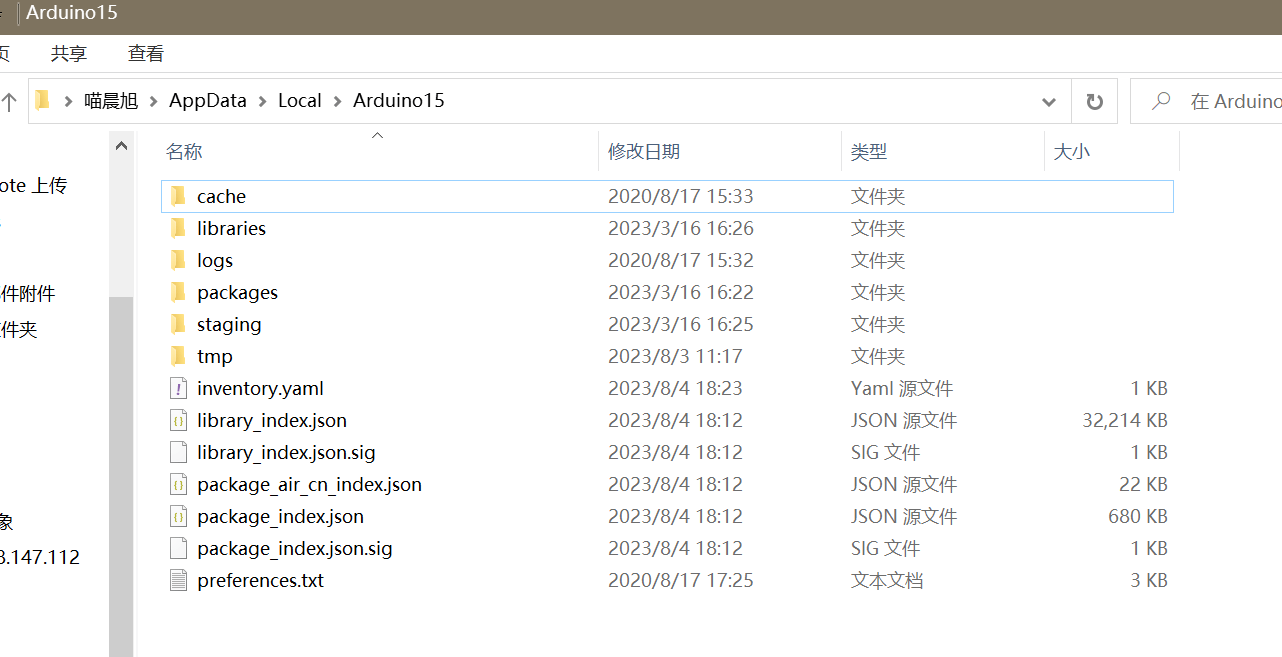 Arduino15
页 共享 查看
喵晨旭 AppData Local Arduino15 在 Arduino
名称 修改日期 类型 大小
ote 上传
cache 2020/8/17 15:33 文件夹
libraries 2023/3/16 16:26 文件夹
logs 2020/8/17 15:32 文件夹
件附件
packages 2023/3/16 16:22 文件夹
件夹
staging 2023/3/16 16:25 文件夹
tmp 2023/8/3 11:17 文件夹
inventory.yaml 2023/8/4 18:23 Yaml 源文件 1 KB
library_index.json 2023/8/4 18:12 JSON 源文件 32,214 KB
library_index.json.sig 2023/8/4 18:12 SIG 文件 1 KB
package_air_cn_index.json 2023/8/4 18:12 JSON 源文件 22 KB
象
package_index.json 2023/8/4 18:12 JSON 源文件 680 KB
8.147.112
package_index.json.sig 2023/8/4 18:12 SIG 文件 1 KB
preferences.txt 2020/8/17 17:25 文本文档 3 KB